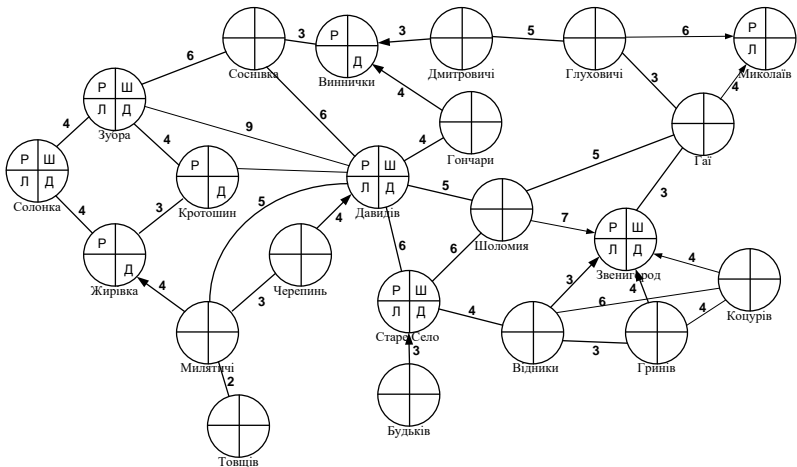 Р
3
5
6
Р
6
3
Д
Л
Соснівка
Виннички
Дмитровичі
Глуховичі
Миколаїв
Р Ш
4
3
4
Л Д
6
Зубра
9
4
4
4
Гончари
5
Гаї
Р Ш
Р
Р Ш
Л Д
Д
Л Д
5
5
3
Солонка
Кротошин
Давидів
7
Р Ш
4
3
4
Шоломия
Л Д
Р
6
6
Звенигород
Д
Черепинь
3
4
4
Жирівка
4
Р Ш
6
3
Л Д
4
4
Коцурів
Старе Село
Милятичі
3
Відники
3
Гринів
2
Будьків
Товщів